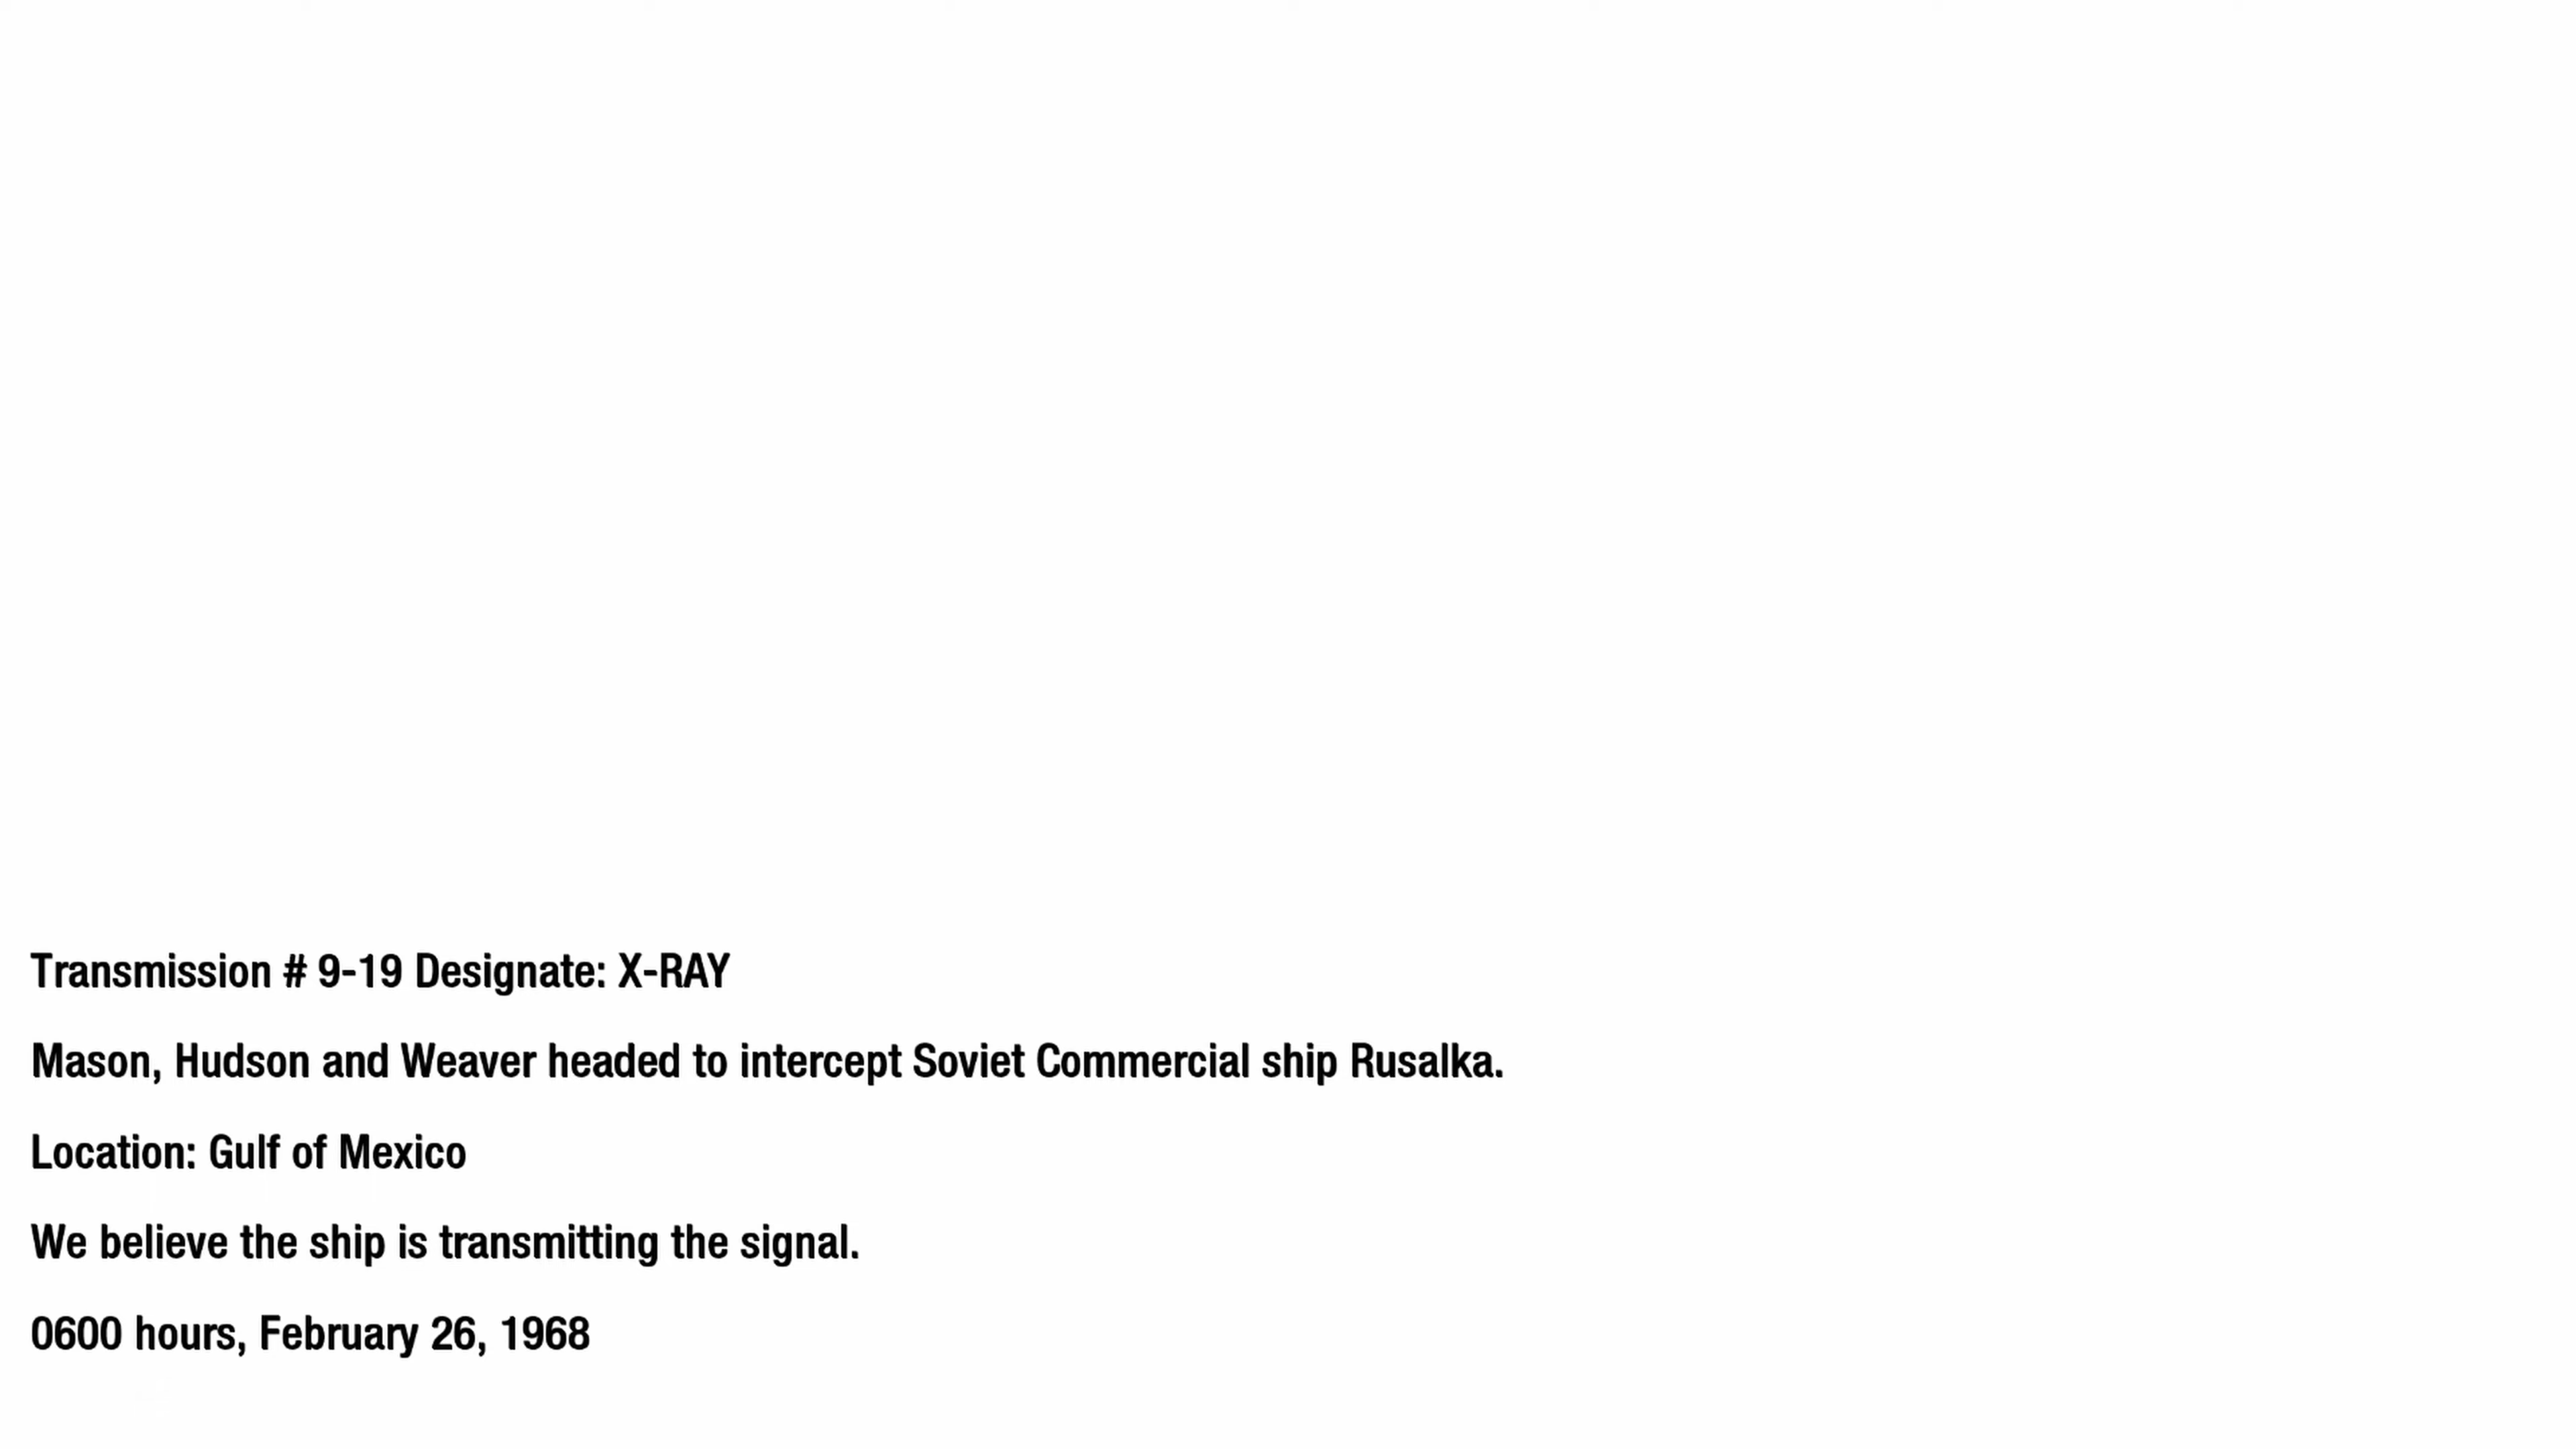 Transmission # 9-19 Designate: X-RAY
Mason, Hudson and Weaver headed to intercept Soviet Commercial ship Rusalka.
Location: Gulf of Mexico
We believe the ship is transmitting the signal.
0600 hours, February 26, 1968